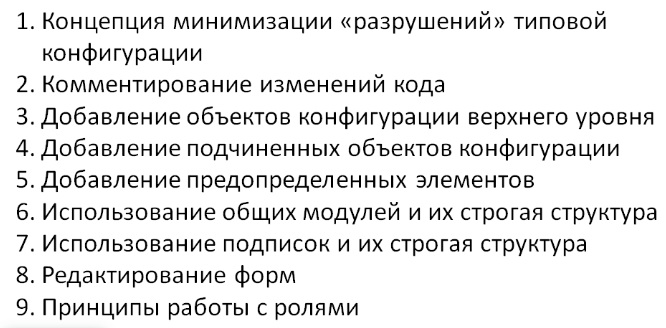 1. Концепция минимизации «разрушений» типовой
конфигурации
2. Комментирование изменений кода
3. Добавление объектов конфигурации верхнего уровня
4. Добавление подчиненных объектов конфигурации
5. Добавление предопределенных элементов
6. Использование общих модулей и их строгая структура
7. Использование подписок и их строгая структура
8. Редактирование форм
9. Принципы работы с ролями